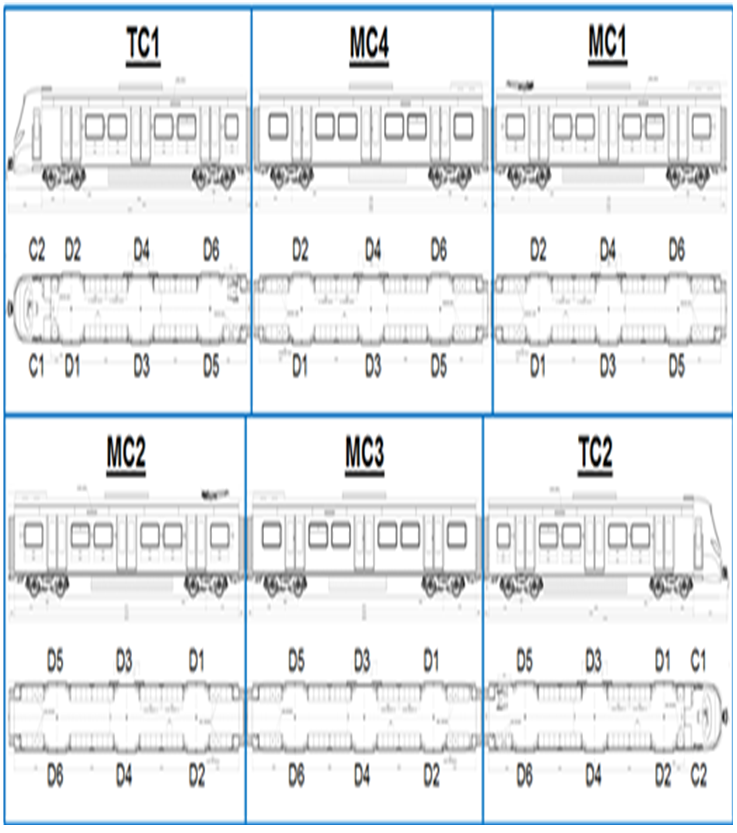 TC1 MC4 MC1
C2 D2 D4 D6 D2 D4 D6 D2 D4 D6
C1 D1 D3 D5 D1 D3 D5 D1 D3 D5
MC2 MC3 TC2
D5 D3 D1 D5 D3 D1 D5 D3 D1 C1
D6 D4 D2 D6 D4 D2 D6 D4 D2 C2